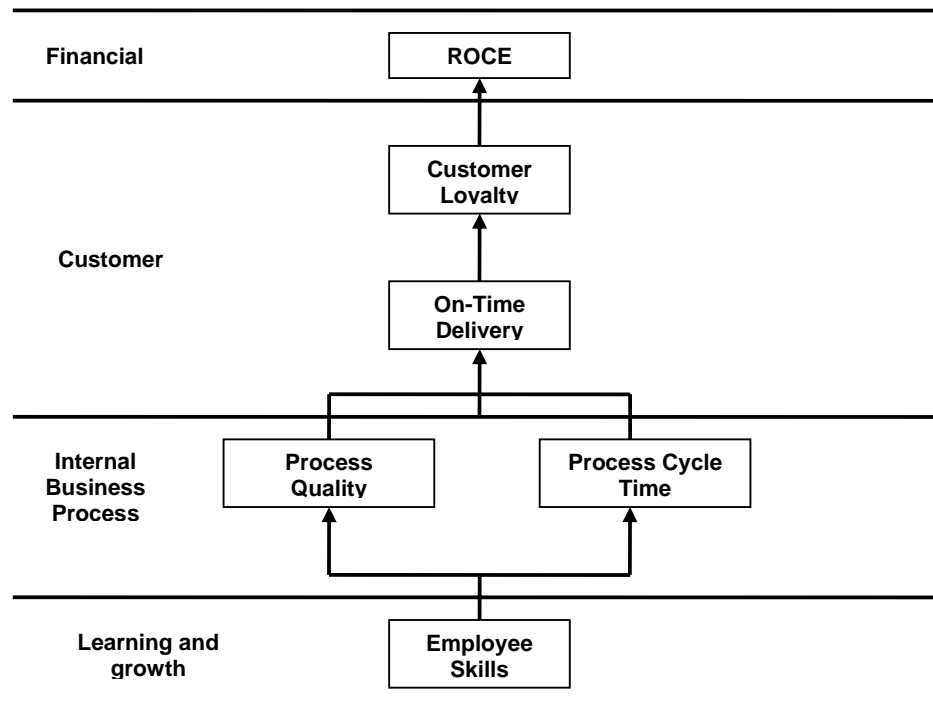 Financial
ROCE
Customer
Loyalty
Customer
On-Time
Delivery
Internal
Business
Process
Process
Quality
Process Cycle
Time
Learning and
growth
Employee
Skills